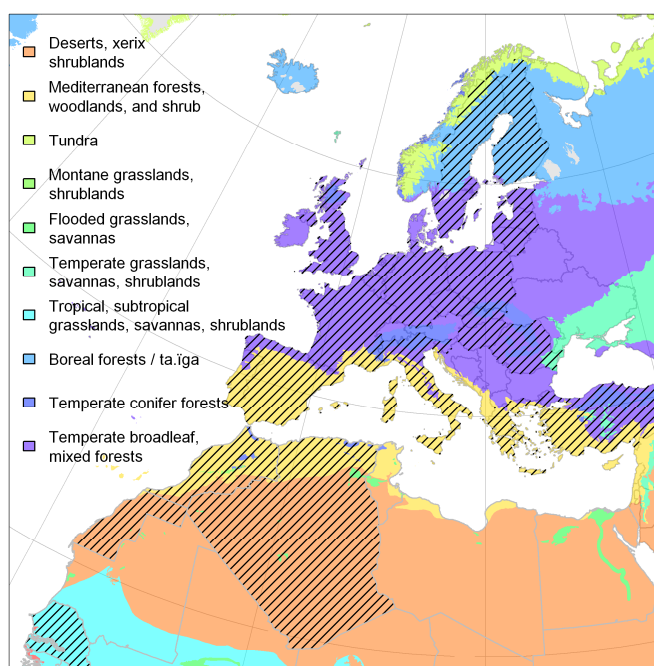 Deserts, xerix
shrublands
Mediterranean forests,
woodlands, and shrub
Tundra
Montane grasslands,
shrublands
Flooded grasslands,
savannas
Temperate grasslands,
savannas, shrublands
Tropical, subtropical
grasslands, savannas, shrublands
Boreal forests / ta.ïga
Temperate conifer forests
Temperate broadleaf,
mixed forests